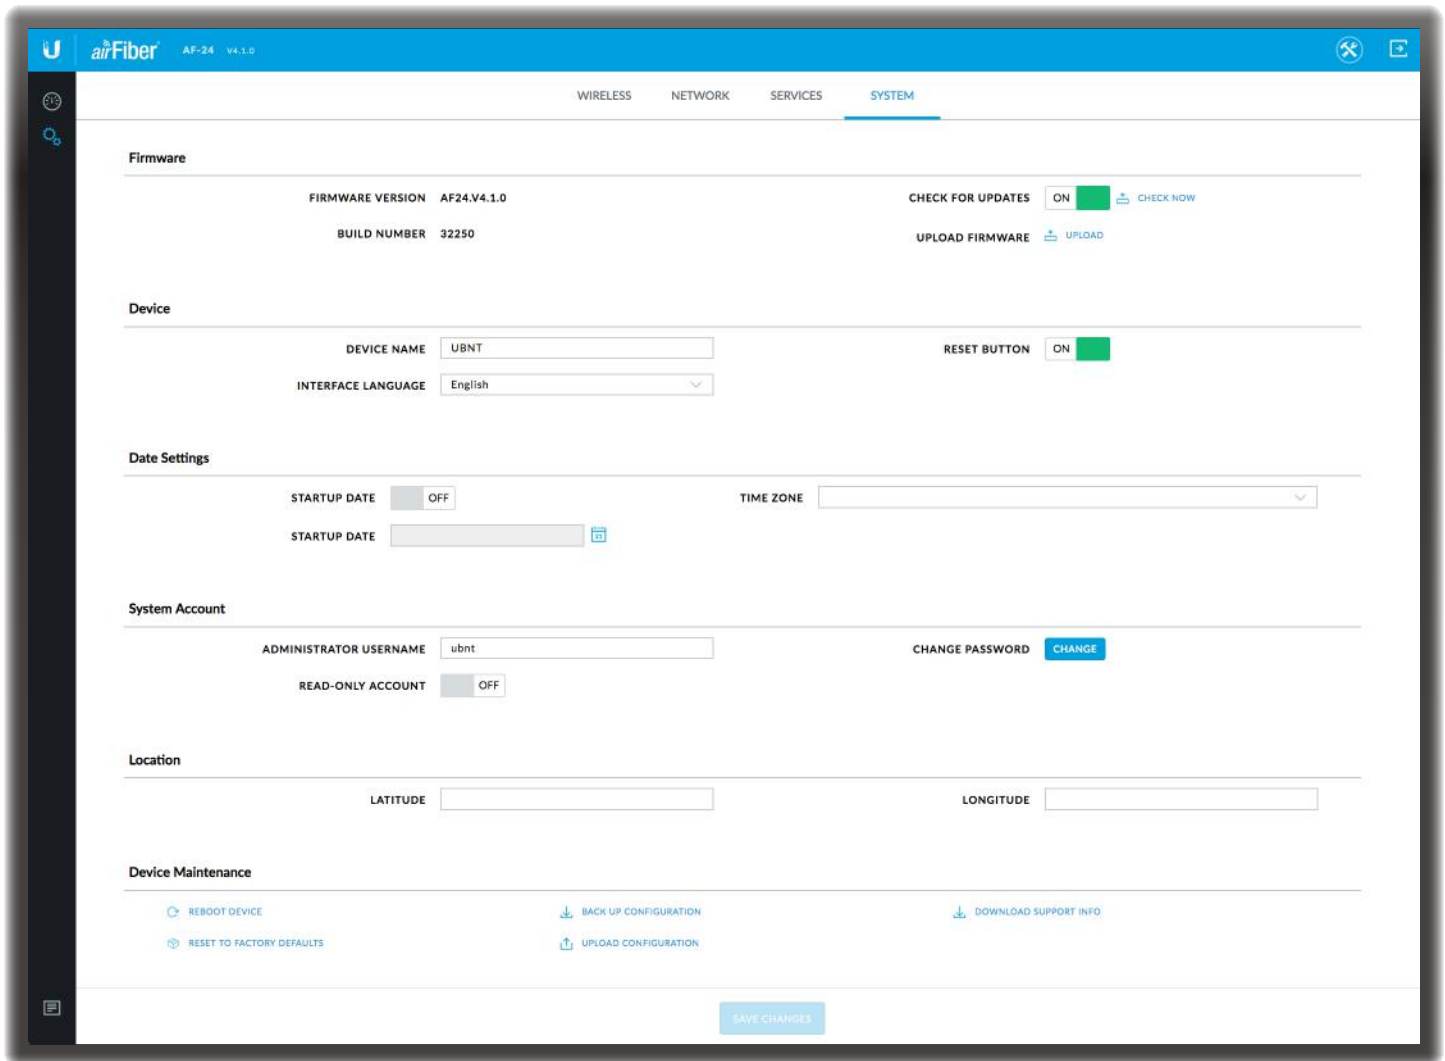 U airFiber AF-24 V4.1.0
WIRELESS NETWORK SERVICES SYSTEM
Firmware
FIRMWARE VERSION AF24.V4.1.0 CHECK FOR UPDATES ON CHECK NOW
BUILD NUMBER 32250 UPLOAD FIRMWARE UPLOAD
Device
DEVICE NAME UBNT RESET BUTTON ON
INTERFACE LANGUAGE English
Date Settings
STARTUP DATE OFF TIME ZONE
STARTUP DATE 31
System Account
ADMINISTRATOR USERNAME ubnt CHANGE PASSWORD CHANGE
READ-ONLY ACCOUNT OFF
Location
LATITUDE LONGITUDE
Device Maintenance
REBOOT DEVICE BACK UP CONFIGURATION DOWNLOAD SUPPORT INFO
RESET TO FACTORY DEFAULTS UPLOAD CONFIGURATION
SAVE CHANGES